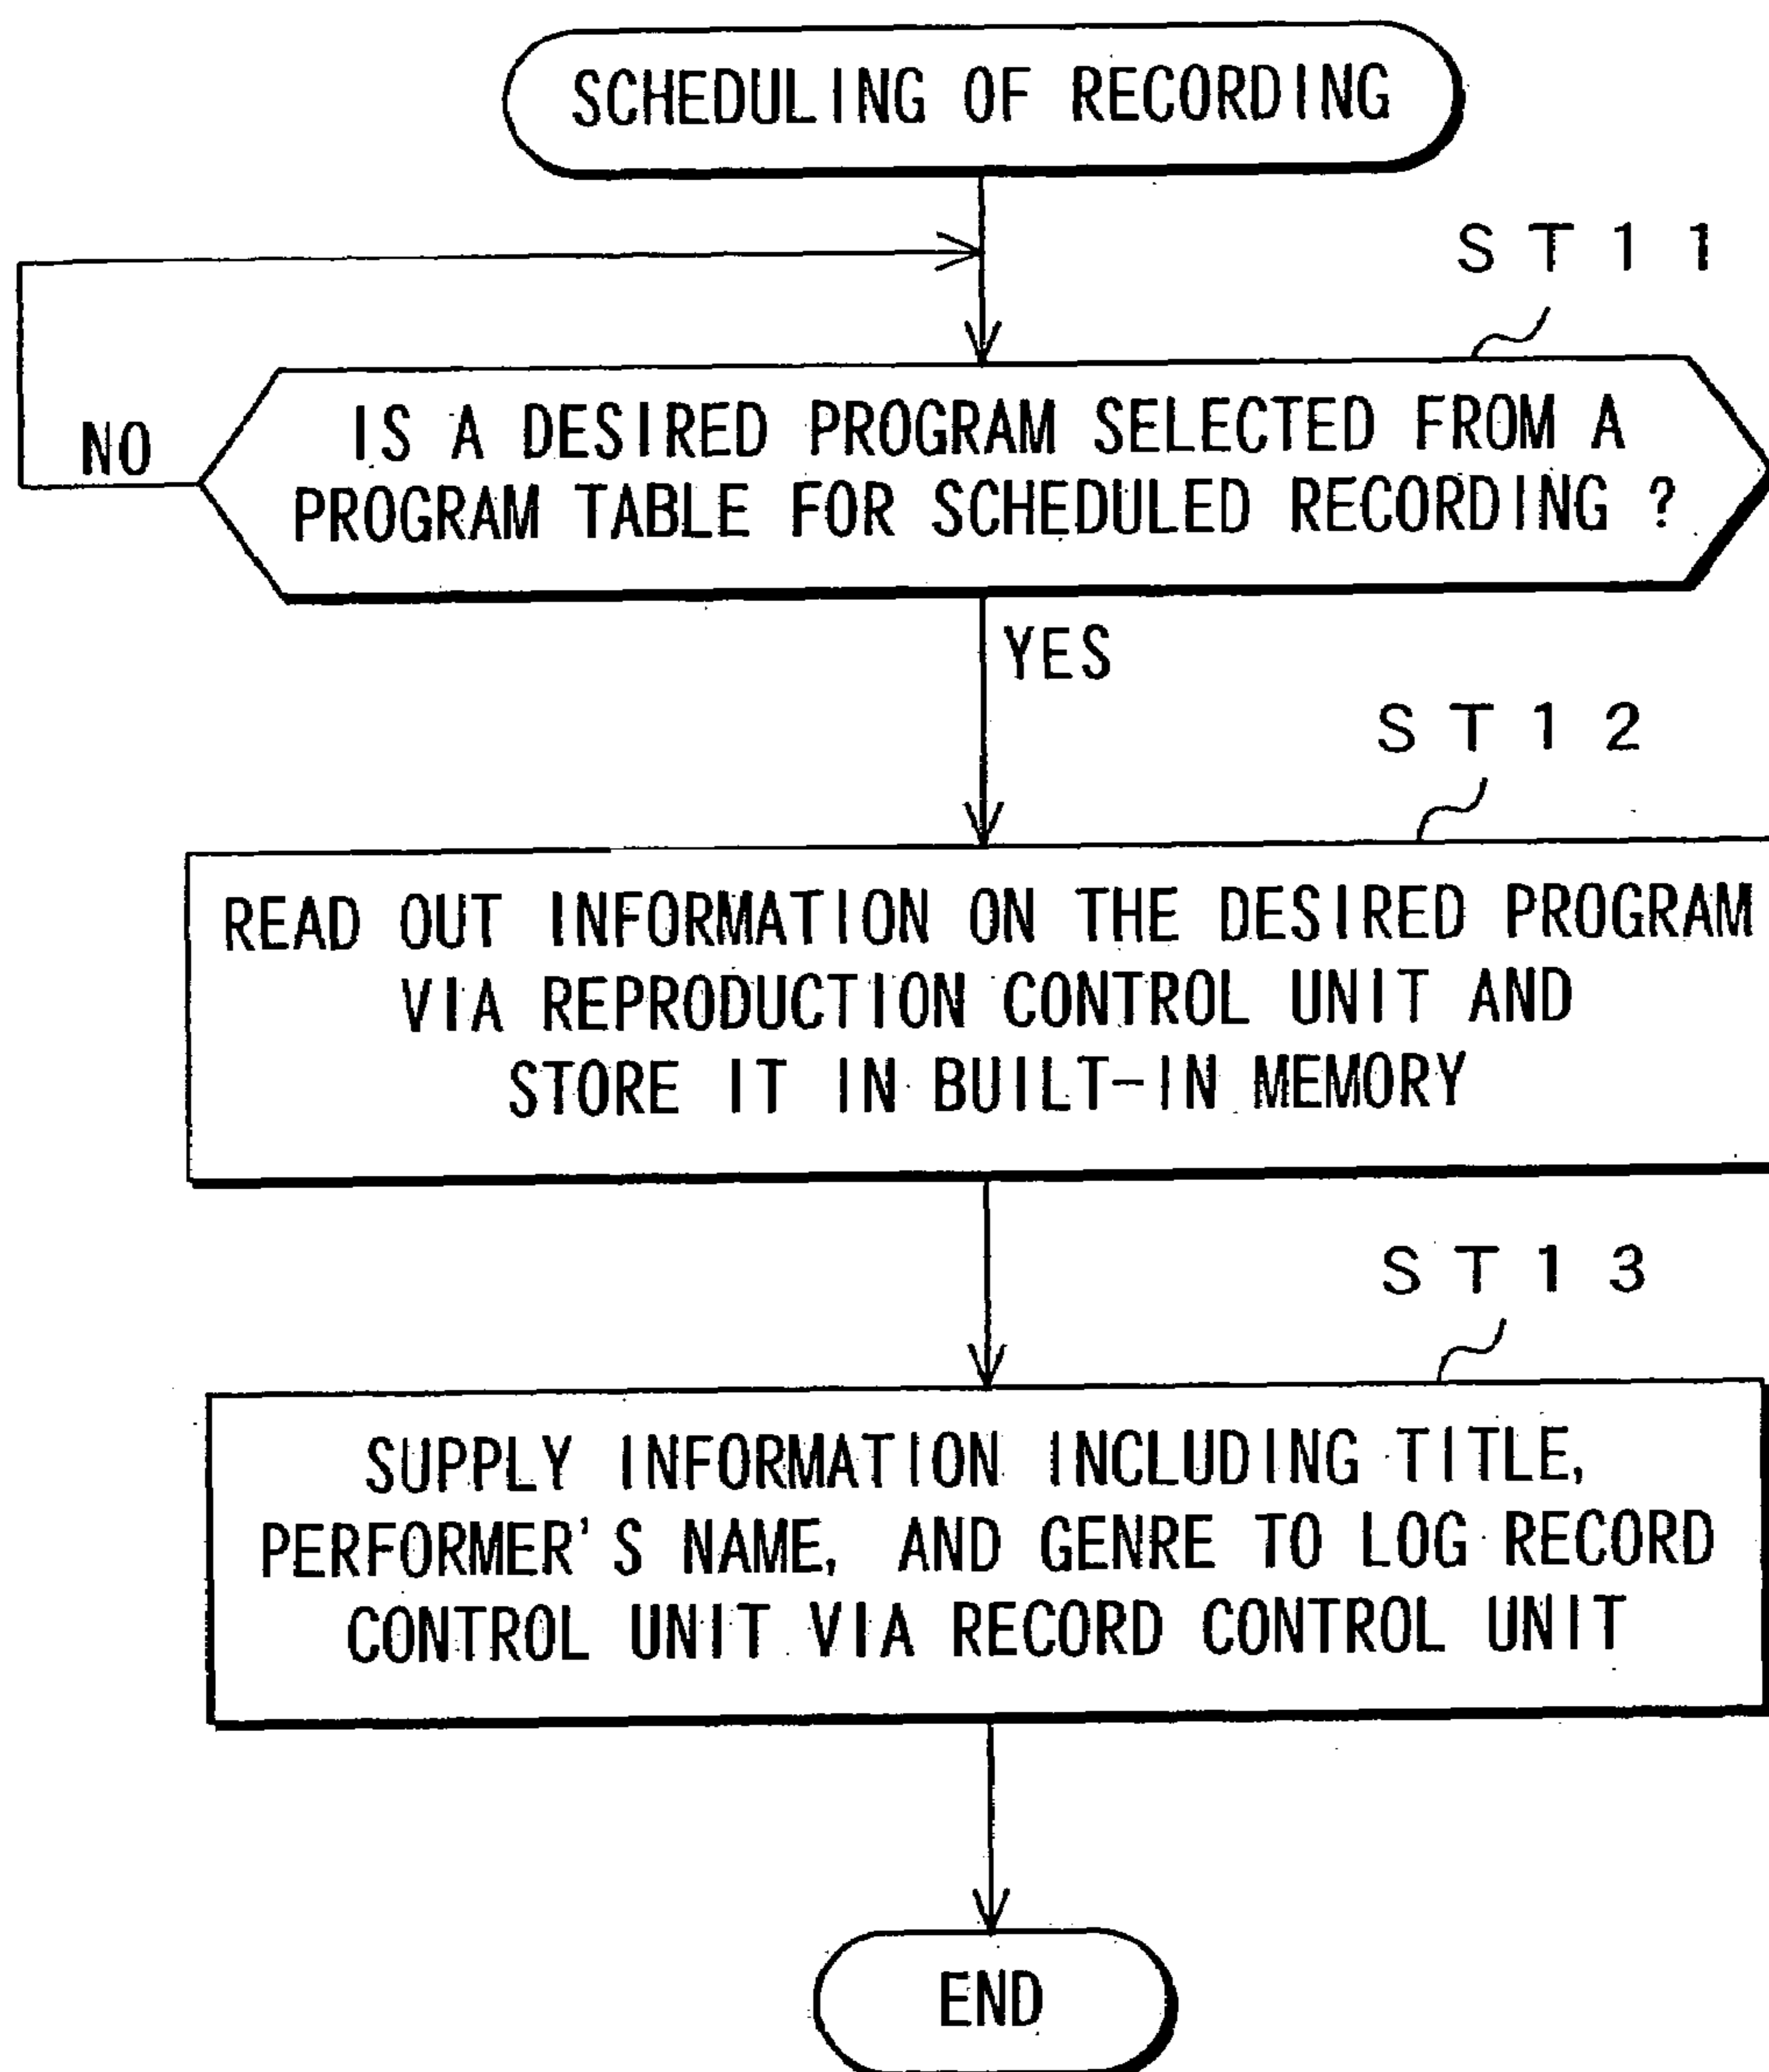 SCHEDULING OF RECORDING
ST11
NO
IS A DESIRED PROGRAM SELECTED FROM A
PROGRAM TABLE FOR SCHEDULED RECORDING ?
YES
ST12
READ OUT INFORMATION ON THE DESIRED PROGRAM
VIA REPRODUCTION CONTROL UNIT AND
STORE IT IN BUILT-IN MEMORY
ST13
SUPPLY INFORMATION INCLUDING TITLE,
PERFORMER'S NAME, AND GENRE TO LOG RECORD
CONTROL UNIT VIA RECORD CONTROL UNIT
END